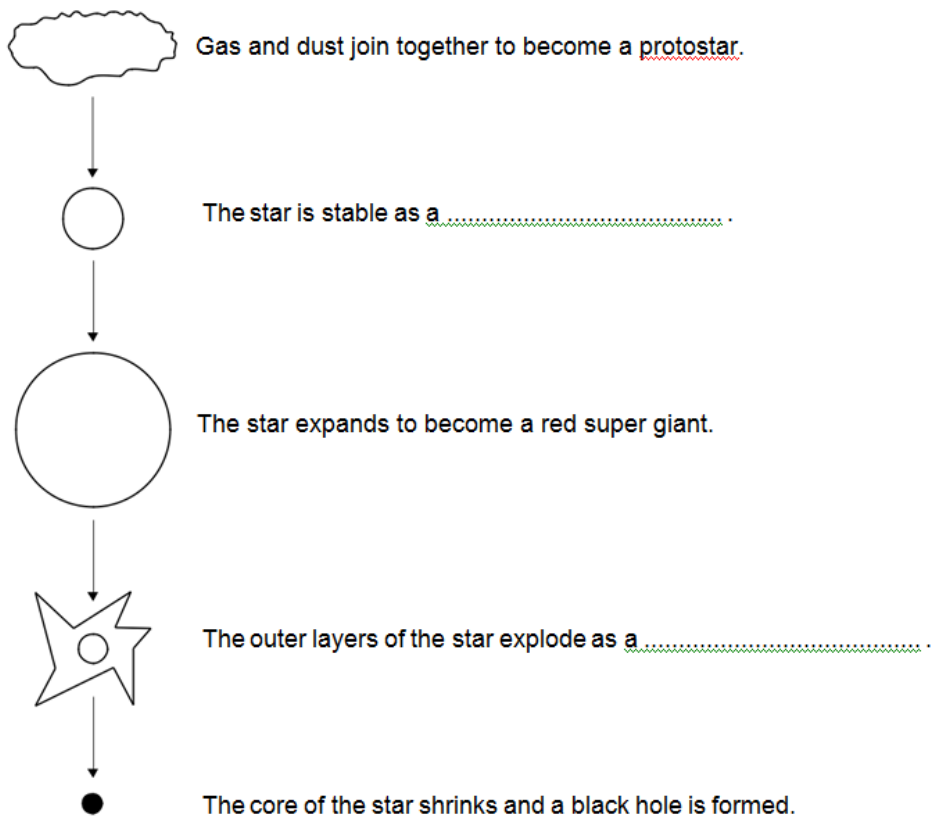 Gas and dust join together to become a protostar.
The star is stable as a ........................................ .
The star expands to become a red super giant.
The outer layers of the star explode as a ........................................ .
The core of the star shrinks and a black hole is formed.